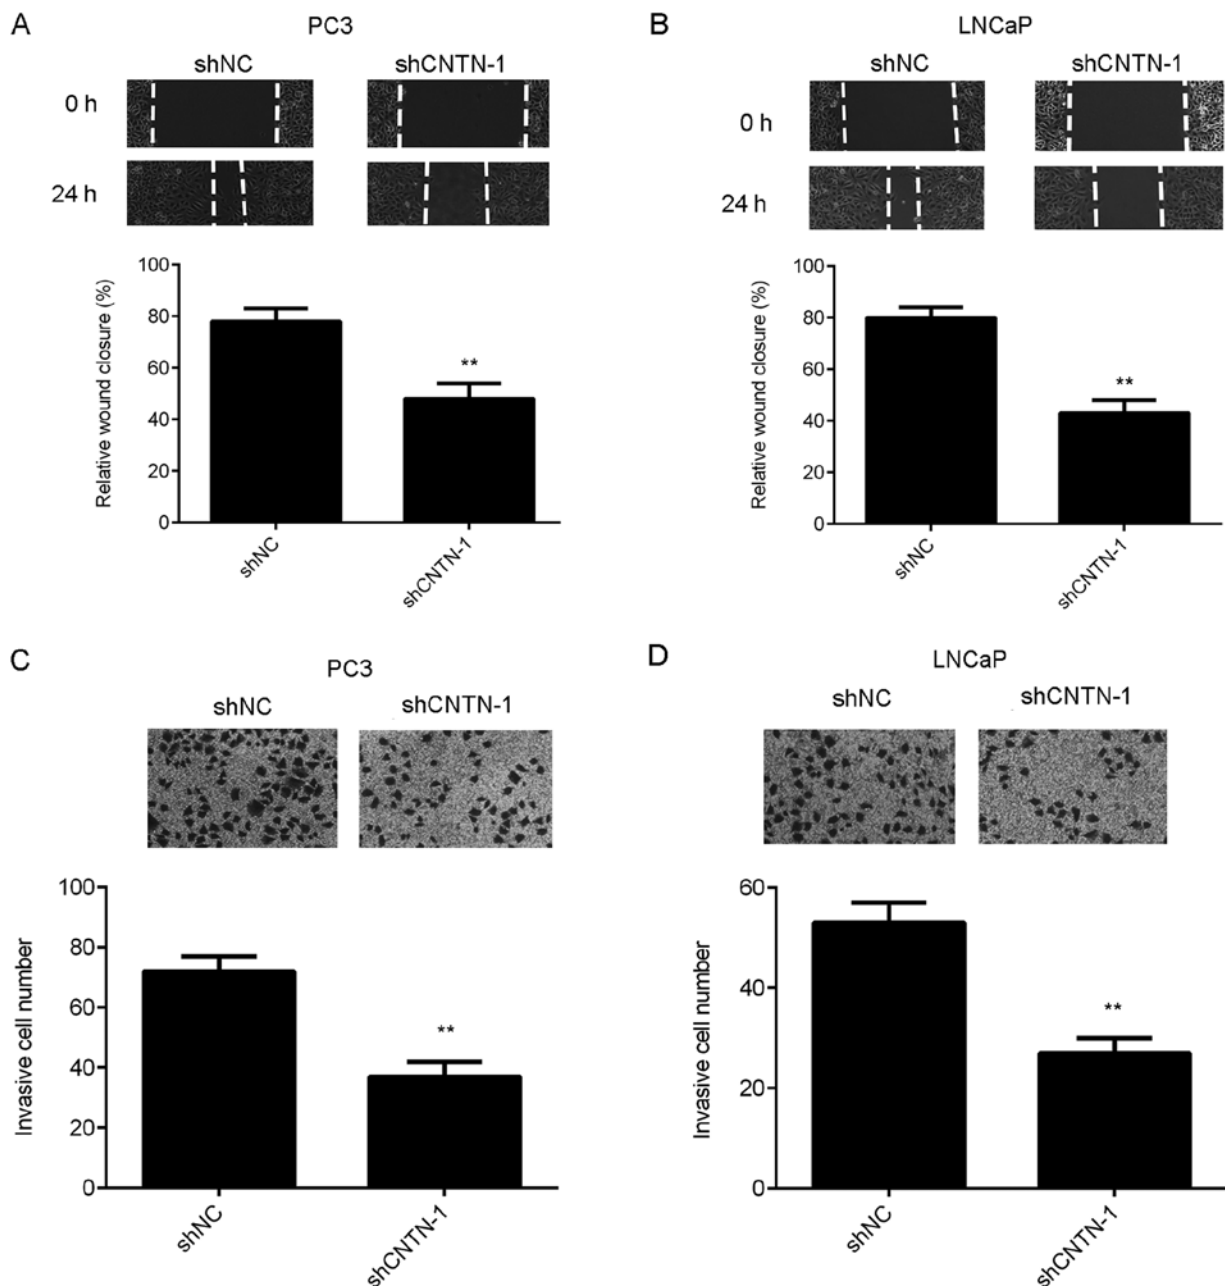 A
PC3
shNC shCNTN-1
0 h
24 h
Relative wound closure (%)
100
80
60
40
20
0
**
shNC
shCNTN-1
B
LNCaP
shNC shCNTN-1
0 h
24 h
Relative wound closure (%)
100
80
60
40
20
0
**
shNC
shCNTN-1
C
PC3
shNC shCNTN-1
Invasive cell number
100
80
60
40
20
0
**
shNC
shCNTN-1
D
LNCaP
shNC shCNTN-1
Invasive cell number
60
40
20
0
**
shNC
shCNTN-1